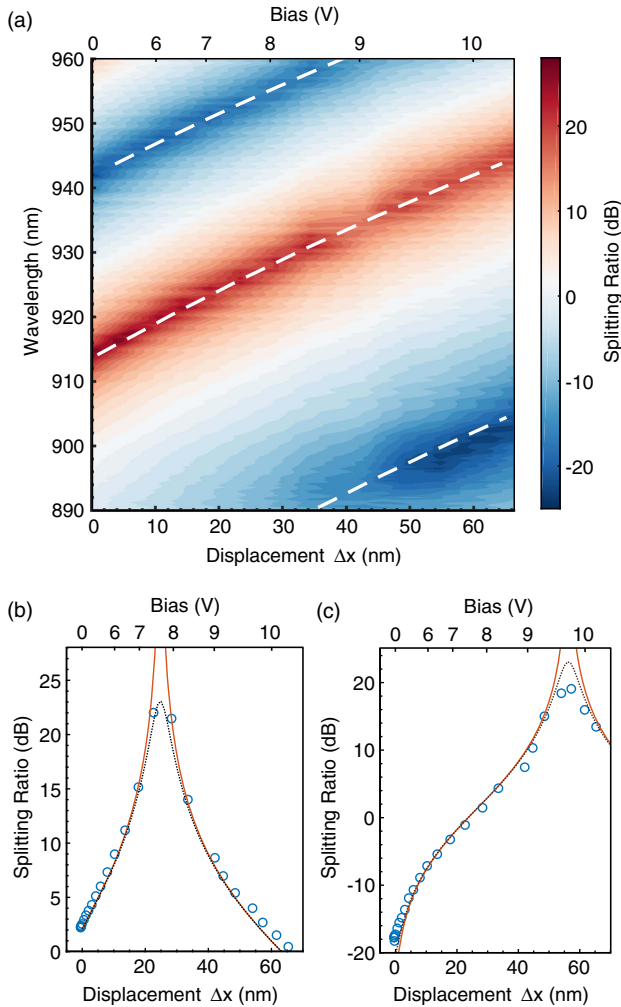 (a)
Bias (V)
0 6 7 8 9 10
960
950
940
930
920
910
900
890
Wavelength (nm)
0 10 20 30 40 50 60
Displacement Δx (nm)
20
10
0
-10
-20
Splitting Ratio (dB)
(b)
Bias (V)
0 6 7 8 9 10
25
20
15
10
5
0
Splitting Ratio (dB)
0 20 40 60
Displacement Δx (nm)
(c)
Bias (V)
0 6 7 8 9 10
20
10
0
-10
-20
Splitting Ratio (dB)
0 20 40 60
Displacement Δx (nm)